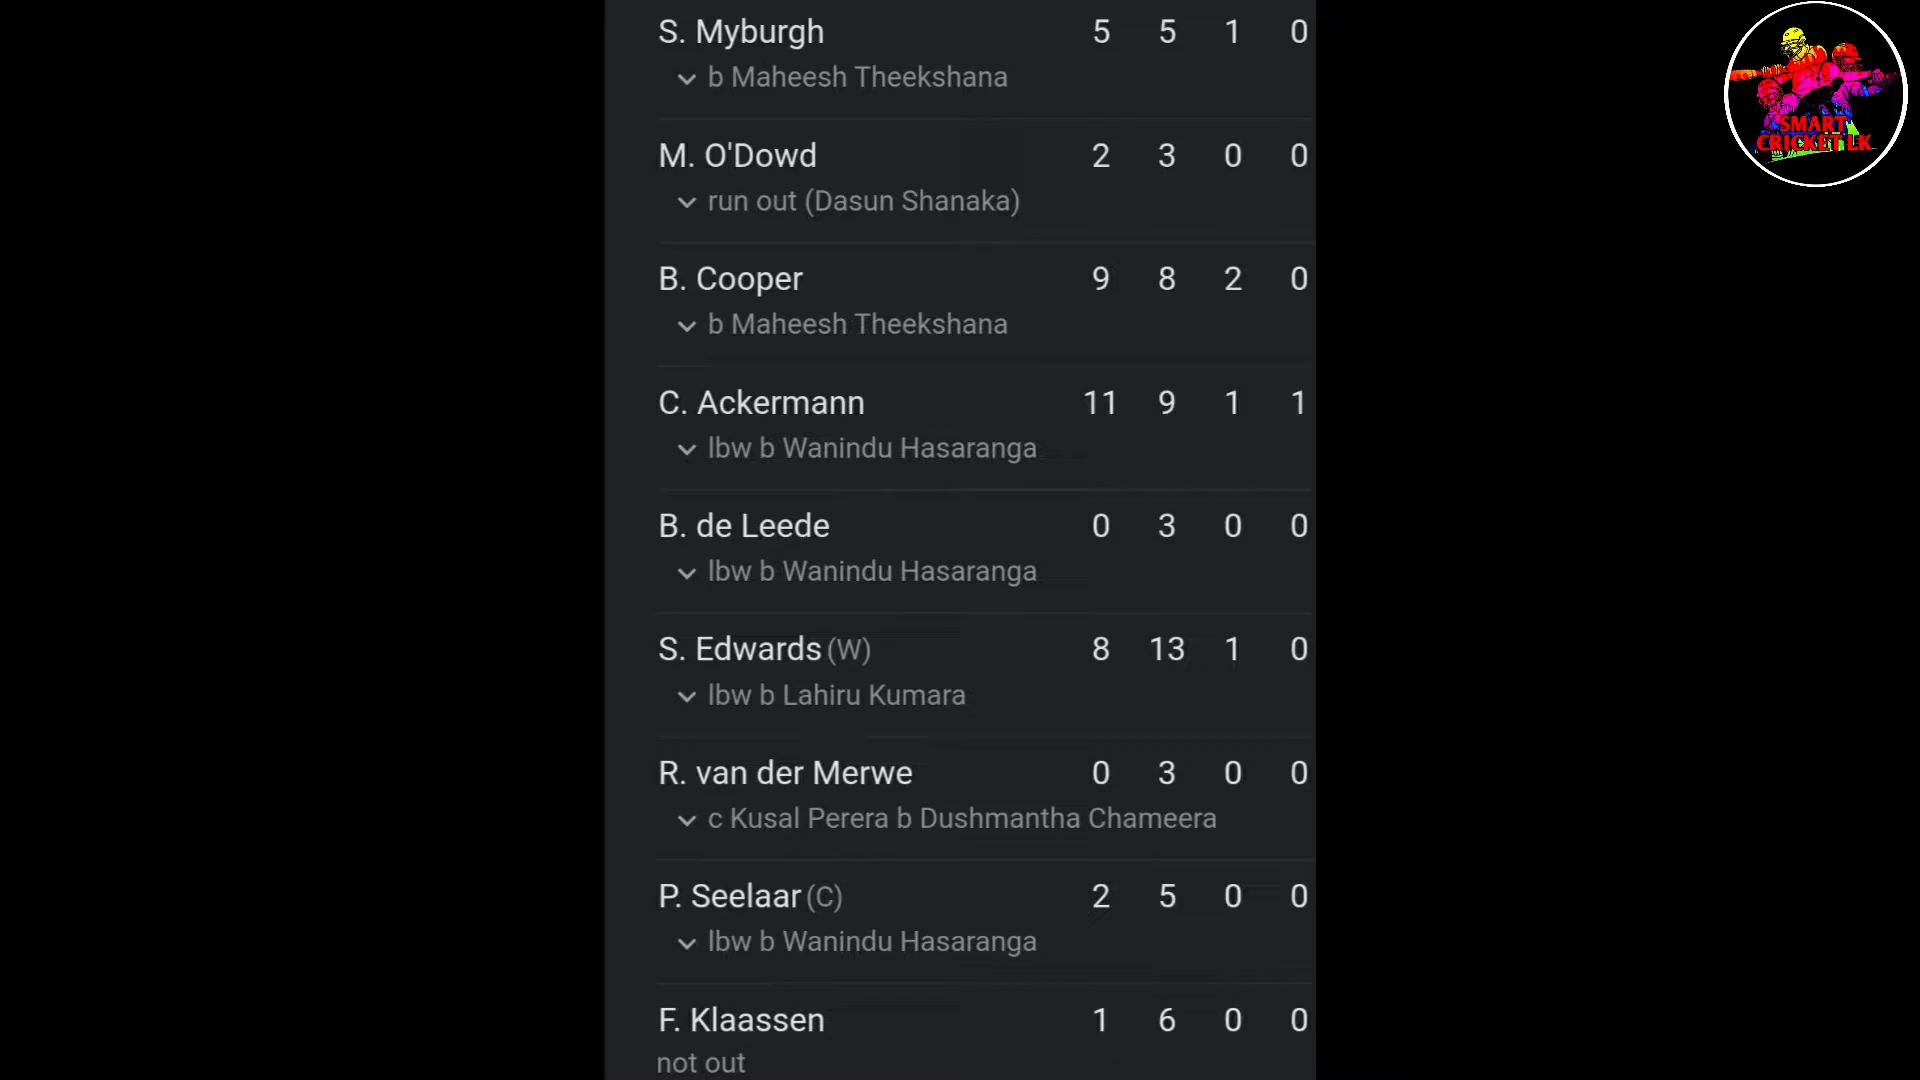 S. Myburgh 5 5 1 0
b Maheesh Theekshana
M. O'Dowd 2 3 0 0
run out (Dasun Shanaka)
B. Cooper 9 8 2 0
b Maheesh Theekshana
C. Ackermann 11 9 1 1
lbw b Wanindu Hasaranga
B. de Leede 0 3 0 0
lbw b Wanindu Hasaranga
S. Edwards (W) 8 13 1 0
lbw b Lahiru Kumara
R. van der Merwe 0 3 0 0
c Kusal Perera b Dushmantha Chameera
P. Seelaar (C) 2 5 0 0
lbw b Wanindu Hasaranga
F. Klaassen 1 6 0 0
not out
SMART
CRICKET LK